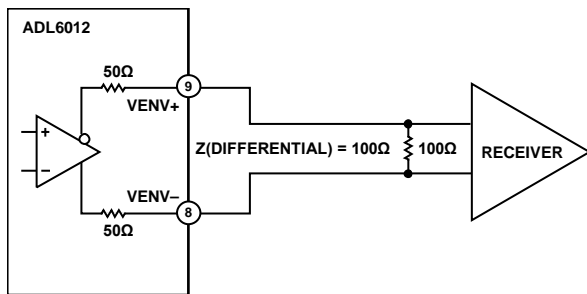 ADL6012
50Ω
9
VENV+
+
–
Z(DIFFERENTIAL) = 100Ω
100Ω
RECEIVER
VENV–
8
50Ω